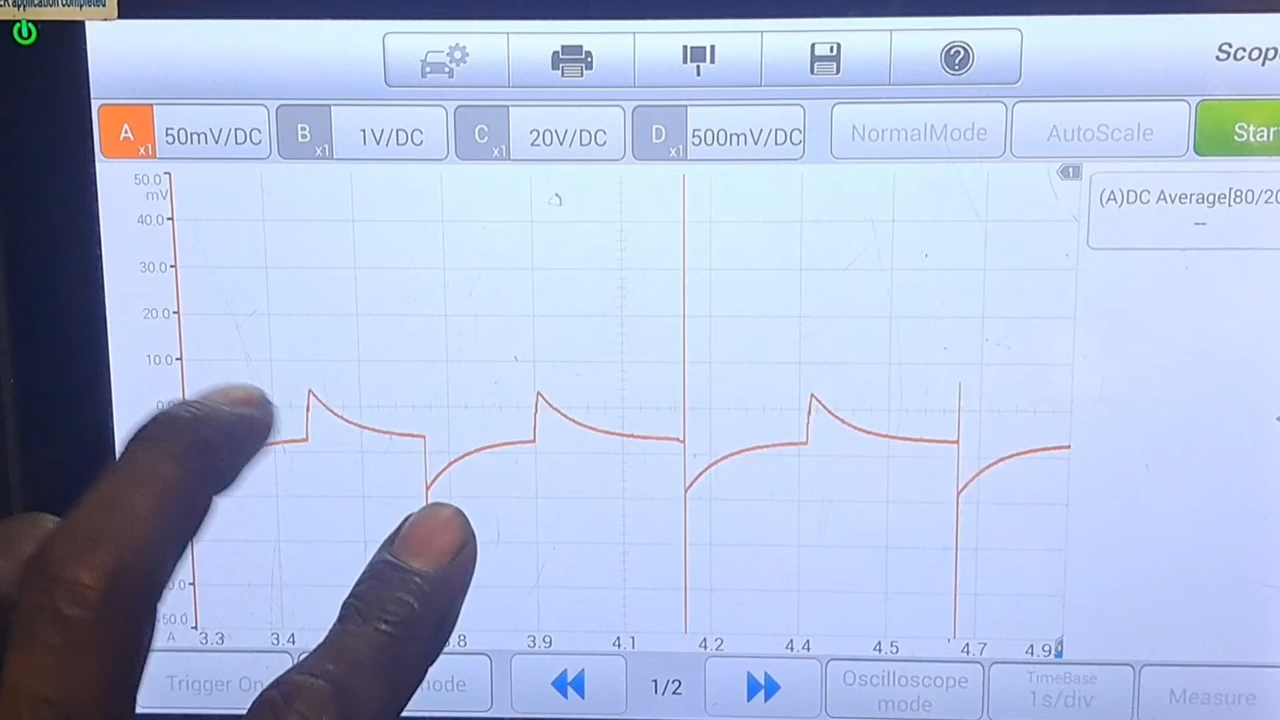 application completed
Scop
A x1 50mV/DC B x1 1V/DC C x1 20V/DC D x1 500mV/DC NormalMode AutoScale Star
50.0
mV
40.0
30.0
20.0
10.0
(A)DC Average[80/20
–
1
50.0
A 3.3 3.4 3.9 4.1 4.2 4.4 4.5 4.7 4.9
Trigger On
1/2
Oscilloscope
mode
TimeBase
1s/div
Measure